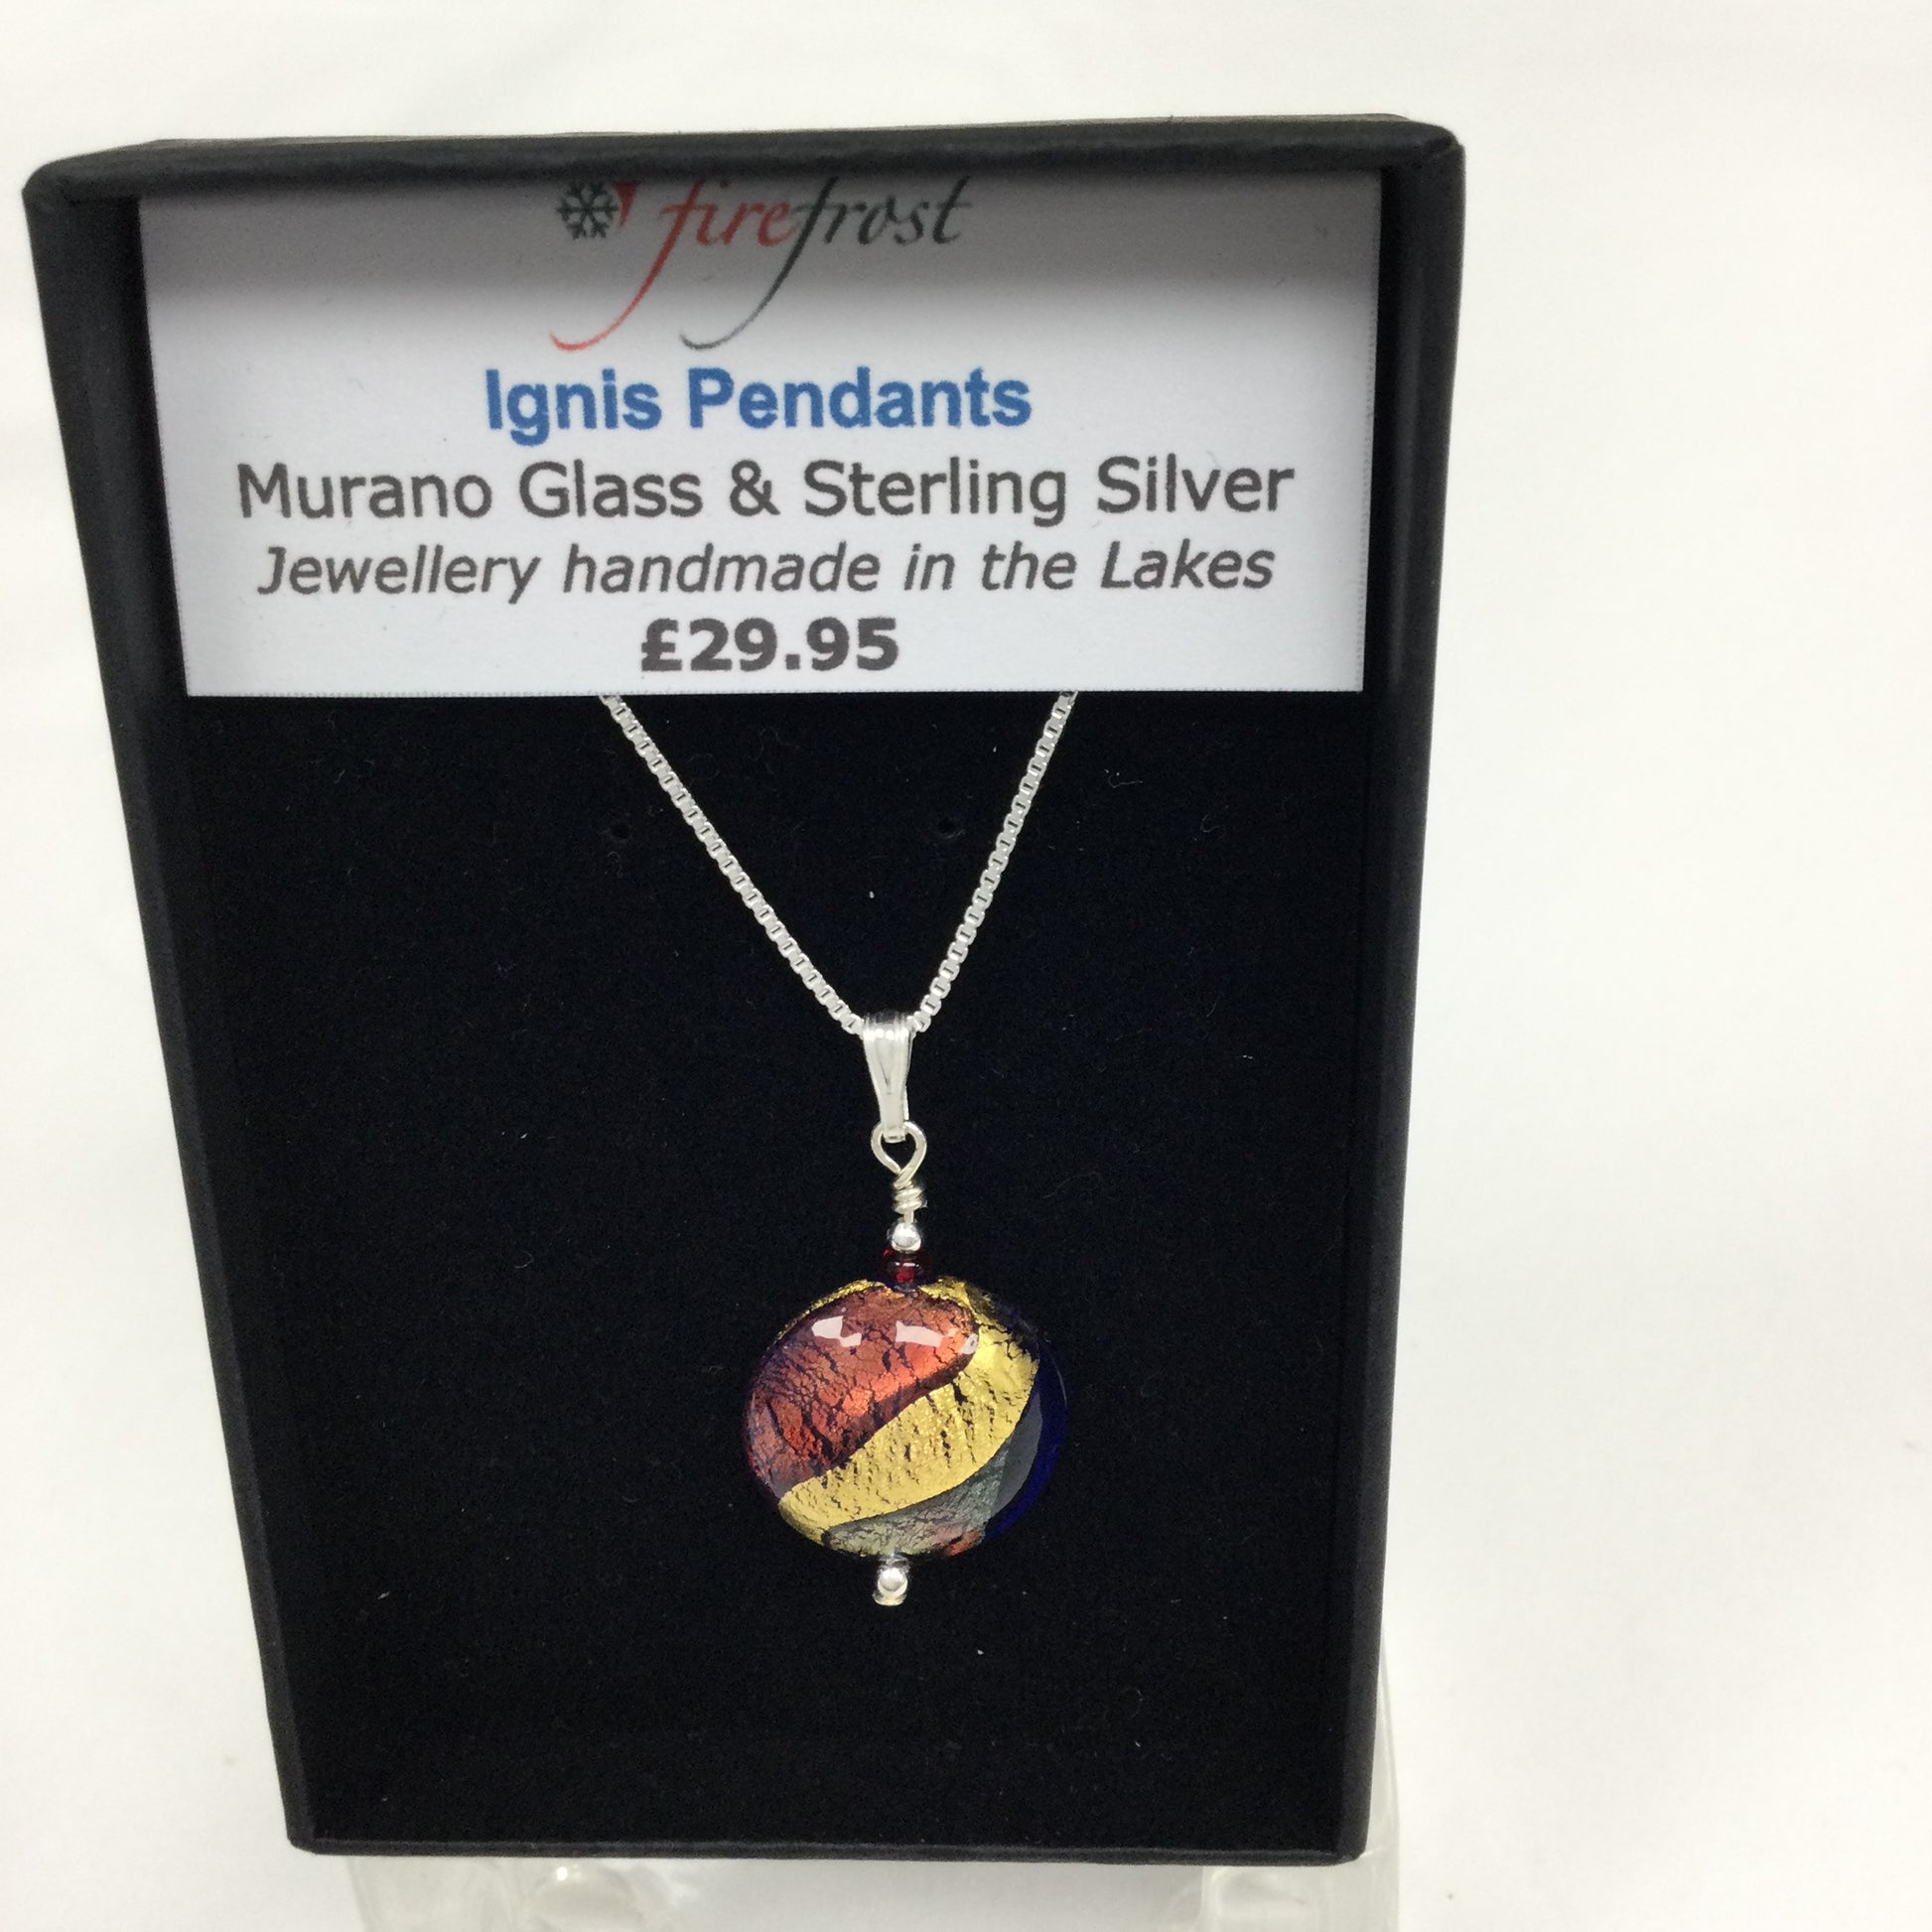 firefrost
Ignis Pendants
Murano Glass & Sterling Silver
Jewellery handmade in the Lakes
£29.95